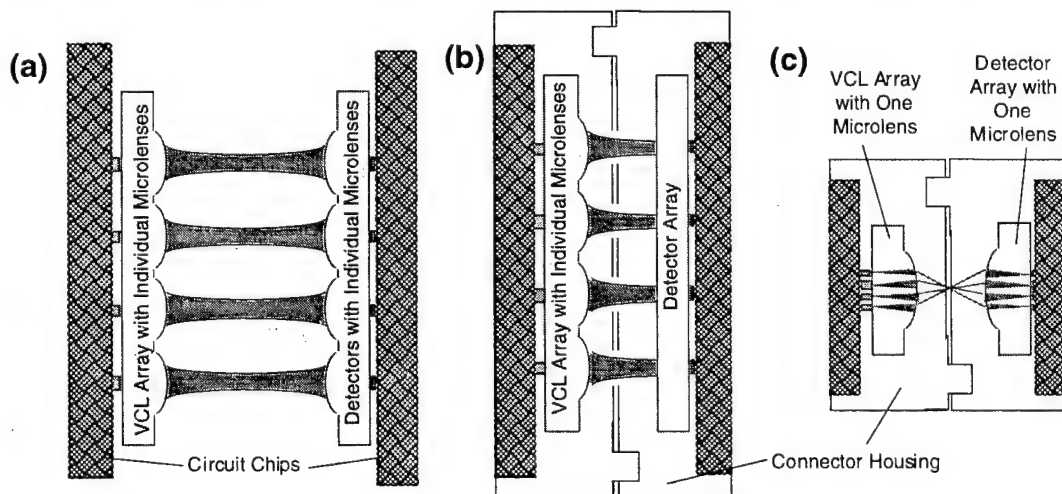 (a)
VCL Array with Individual Microlenses
Detectors with Individual Microlenses
Circuit Chips
(b)
VCL Array with Individual Microlenses
Detector Array
Connector Housing
(c)
VCL Array
with One
Microlens
Detector
Array with
One
Microlens